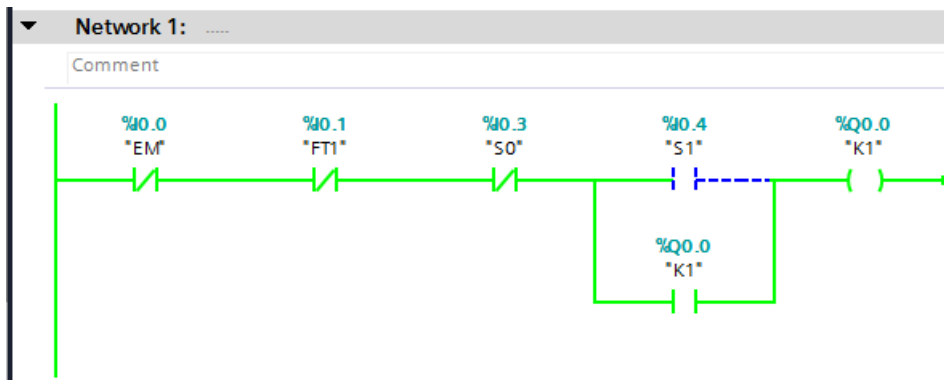 Network 1: .....
Comment
%I0.0 %I0.1 %I0.3 %I0.4 %Q0.0
"EM" "FT1" "S0" "S1" "K1"
%Q0.0
"K1"